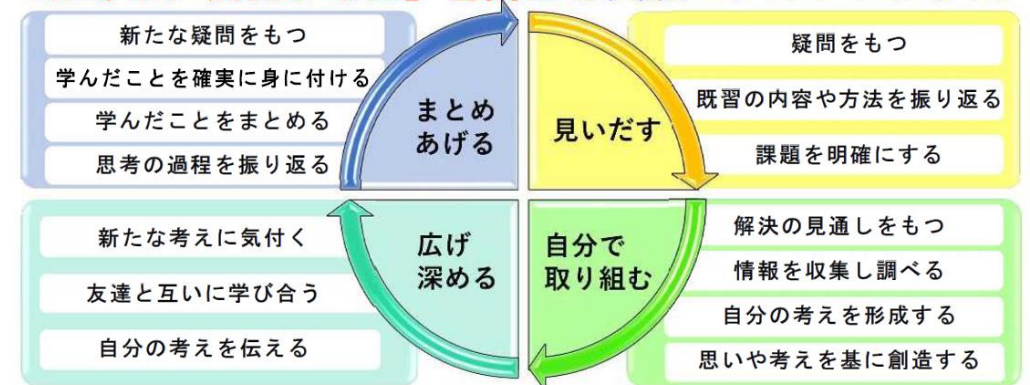 新たな疑問をもつ
学んだことを確実に身に付ける
学んだことをまとめる
思考の過程を振り返る
まとめ
あげる
見いだす
疑問をもつ
既習の内容や方法を振り返る
課題を明確にする
新たな考えに気付く
友達と互いに学び合う
自分の考えを伝える
広げ
深める
自分で
取り組む
解決の見通しをもつ
情報を収集し調べる
自分の考えを形成する
思いや考えを基に創造する